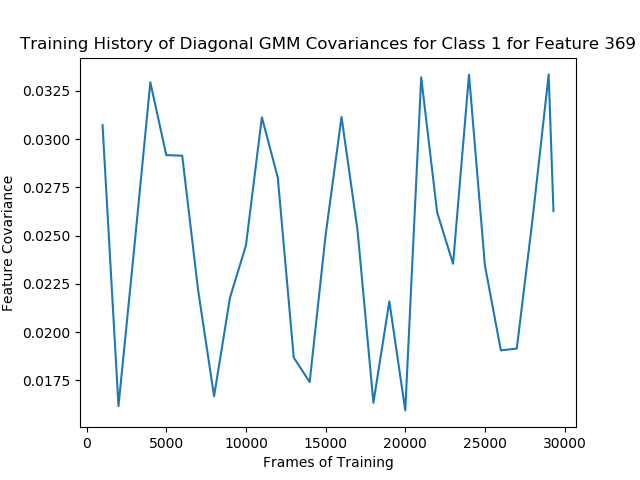 Training History of Diagonal GMM Covariances for Class 1 for Feature 369
Feature Covariance
0.0325
0.0300
0.0275
0.0250
0.0225
0.0200
0.0175
0 5000 10000 15000 20000 25000 30000
Frames of Training